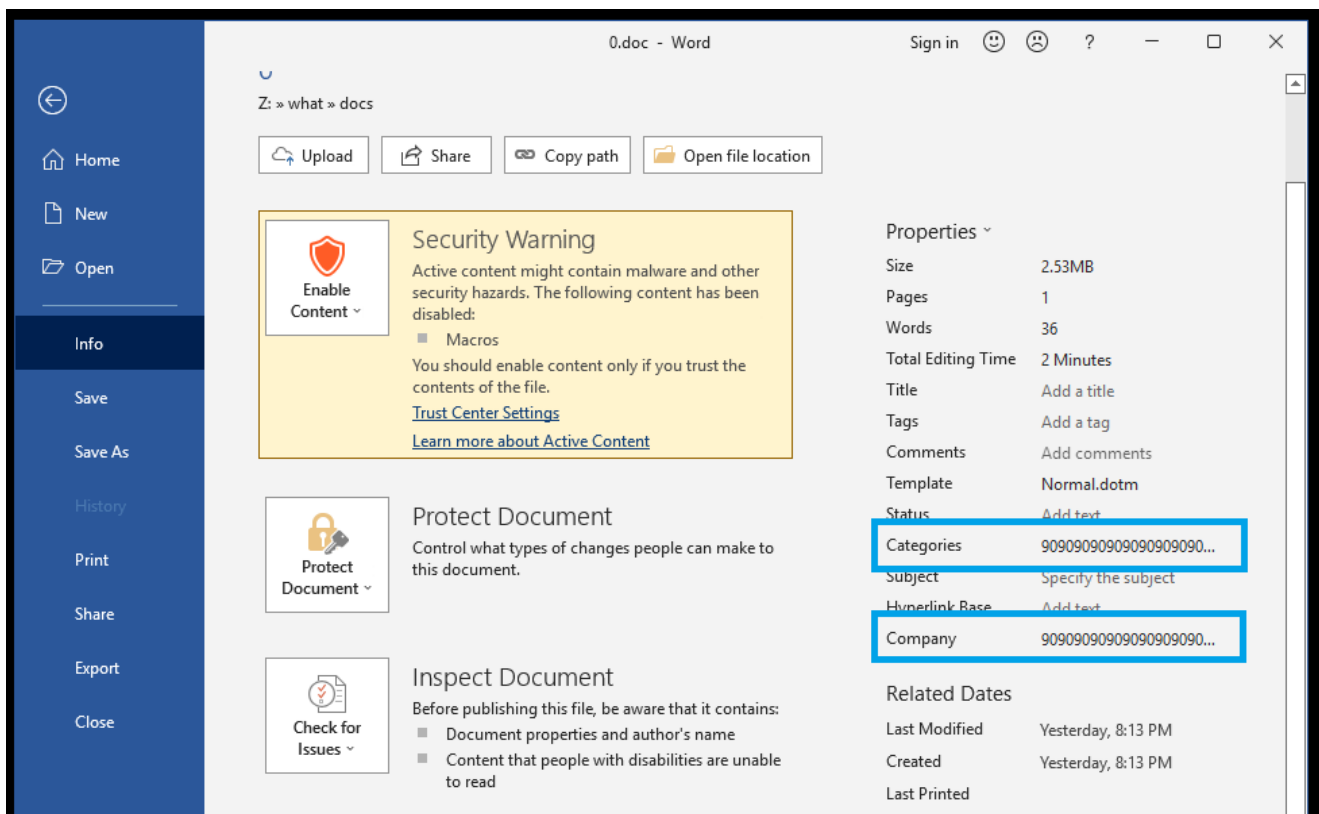 0.doc - Word
Sign in
?
Z: » what » docs
Home
New
Open
Info
Save
Save As
History
Print
Share
Export
Close
Upload
Share
Copy path
Open file location
Enable
Content
Security Warning
Active content might contain malware and other
security hazards. The following content has been
disabled:
Macros
You should enable content only if you trust the
contents of the file.
Trust Center Settings
Learn more about Active Content
Protect
Document
Protect Document
Control what types of changes people can make to
this document.
Check for
Issues
Inspect Document
Before publishing this file, be aware that it contains:
Document properties and author's name
Content that people with disabilities are unable
to read
Properties
Size 2.53MB
Pages 1
Words 36
Total Editing Time 2 Minutes
Title Add a title
Tags Add a tag
Comments Add comments
Template Normal.dotm
Status Add text
Categories 90909090909090909090...
Subject Specify the subject
Hyperlink Base Add text
Company 90909090909090909090...
Related Dates
Last Modified Yesterday, 8:13 PM
Created Yesterday, 8:13 PM
Last Printed